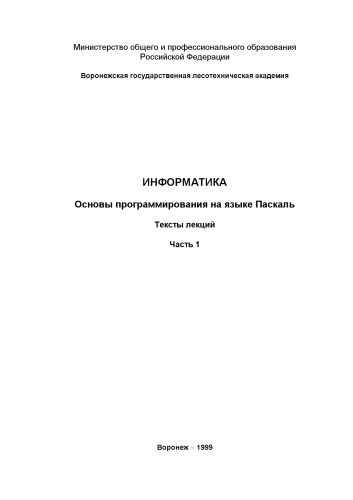 Министерство общего и профессионального образования
Российской Федерации
Воронежская государственная лесотехническая академия
ИНФОРМАТИКА
Основы программирования на языке Паскаль
Тексты лекций
Часть 1
Воронеж – 1999